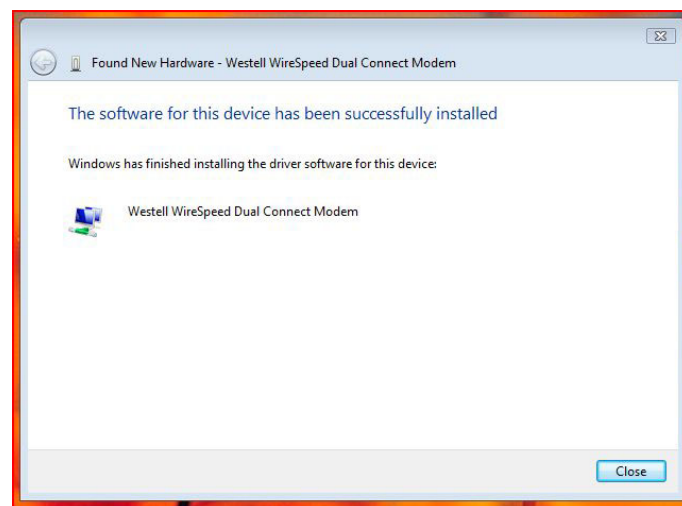 Found New Hardware - Westell WireSpeed Dual Connect Modem
The software for this device has been successfully installed
Windows has finished installing the driver software for this device:
Westell WireSpeed Dual Connect Modem
Close